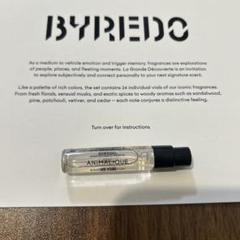 BYREDO
As a medium to vehicle emotion and trigger memory, fragrances are explorations
of people, places, and fleeting moments. La Grande Découverte is an invitation
to explore subjectively and connect personally to your next signature scent.
Like a palette of rich colors, the set contains 14 individual vials of our iconic fragrances.
From fresh florals, sensual musks, and exotic spices to woody aromas such as sandalwood,
pine, patchouli, vetiver, and cedar – each note conjures a distinctive feeling.
Turn over for instructions
BYREDO
ANIMALIQUE